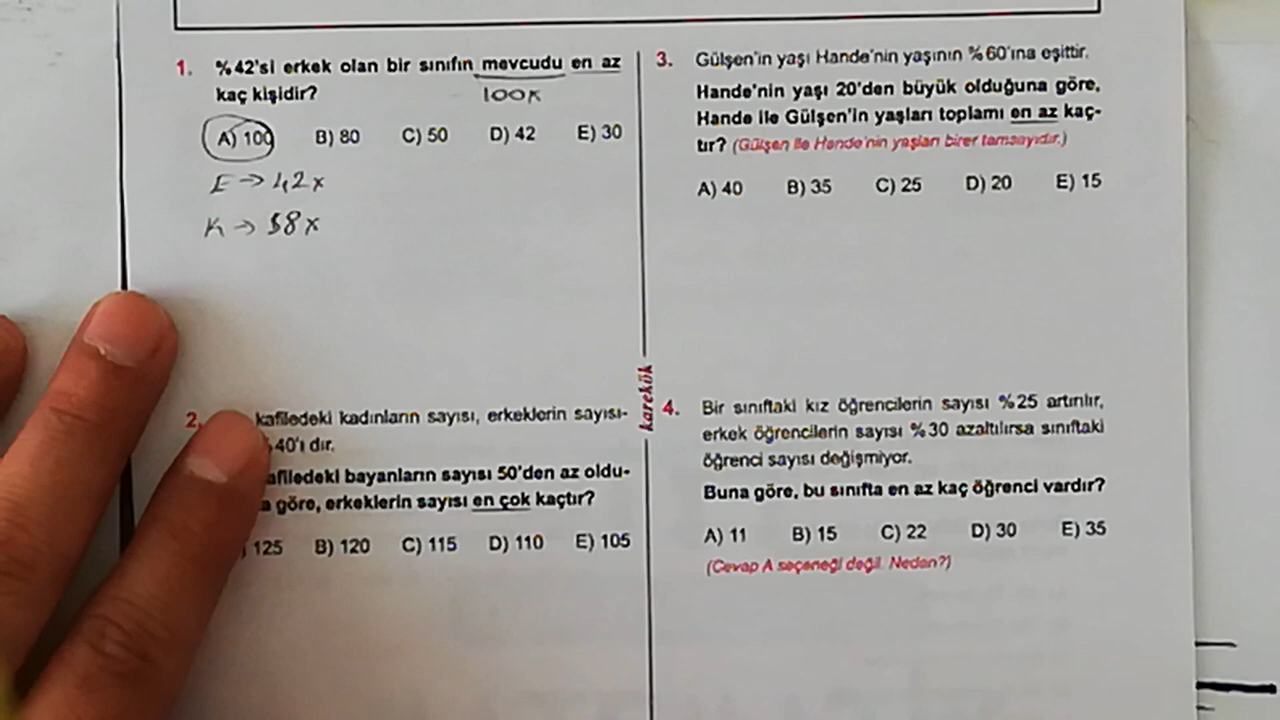 1. %42'si erkek olan bir sınıfın mevcudu en az
kaç kişidir?
100K
A) 100 B) 80 C) 50 D) 42 E) 30
E → 42x
K → 58x
2. kafiledeki kadınların sayısı, erkeklerin sayısı-
40'ı dır.
afiledeki bayanların sayısı 50'den az oldu-
a göre, erkeklerin sayısı en çok kaçtır?
125 B) 120 C) 115 D) 110 E) 105
karekök
3. Gülşen'in yaşı Hande'nin yaşının %60'ına eşittir.
Hande'nin yaşı 20'den büyük olduğuna göre,
Hande ile Gülşen'in yaşları toplamı en az kaç-
tır? (Gülşen ile Hande'nin yaşları birer tamsayıdır.)
A) 40 B) 35 C) 25 D) 20 E) 15
4. Bir sınıftaki kız öğrencilerin sayısı %25 artırılır,
erkek öğrencilerin sayısı %30 azaltılırsa sınıftaki
öğrenci sayısı değişmiyor.
Buna göre, bu sınıfta en az kaç öğrenci vardır?
A) 11 B) 15 C) 22 D) 30 E) 35
(Cevap A seçeneği değil. Neden?)